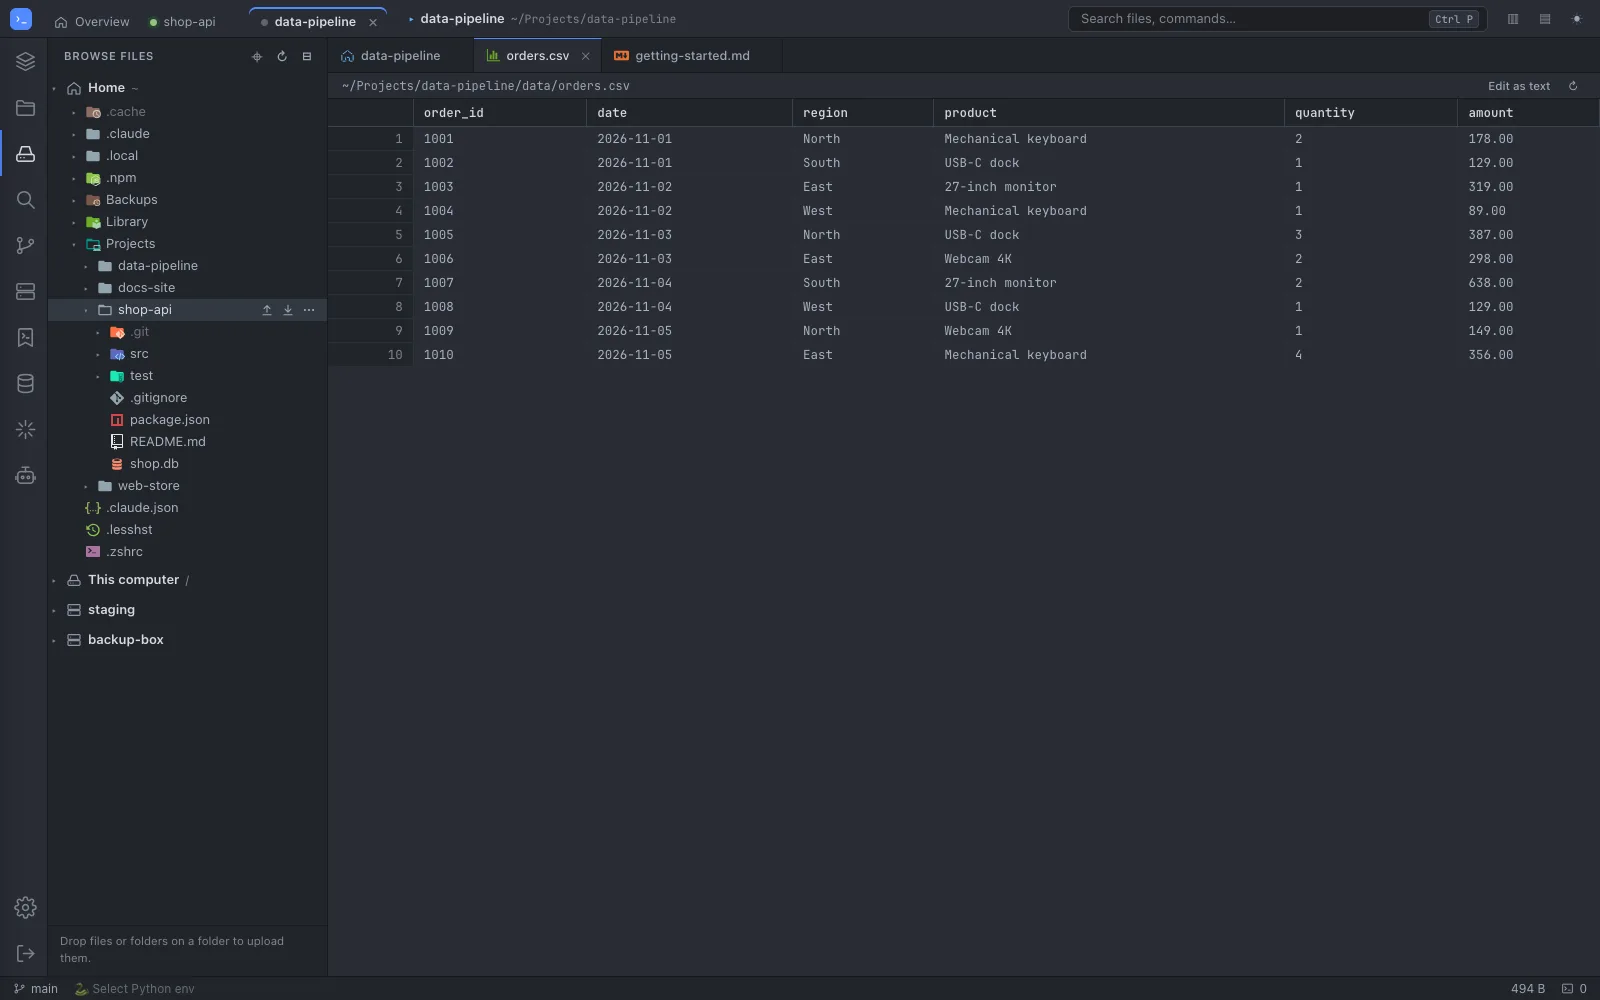 Overview
shop-api
data-pipeline
data-pipeline ~/Projects/data-pipeline
Search files, commands...
Ctrl P
BROWSE FILES
data-pipeline
orders.csv
getting-started.md
~/Projects/data-pipeline/data/orders.csv
Edit as text
Home ~
.cache
.claude
.local
.npm
Backups
Library
Projects
data-pipeline
docs-site
shop-api
.git
src
test
.gitignore
package.json
README.md
shop.db
web-store
.claude.json
.lesshst
.zshrc
This computer /
staging
backup-box
Drop files or folders on a folder to upload
them.
order_id date region product quantity amount
1 1001 2026-11-01 North Mechanical keyboard 2 178.00
2 1002 2026-11-01 South USB-C dock 1 129.00
3 1003 2026-11-02 East 27-inch monitor 1 319.00
4 1004 2026-11-02 West Mechanical keyboard 1 89.00
5 1005 2026-11-03 North USB-C dock 3 387.00
6 1006 2026-11-03 East Webcam 4K 2 298.00
7 1007 2026-11-04 South 27-inch monitor 2 638.00
8 1008 2026-11-04 West USB-C dock 1 129.00
9 1009 2026-11-05 North Webcam 4K 1 149.00
10 1010 2026-11-05 East Mechanical keyboard 4 356.00
main
Select Python env
494 B
0